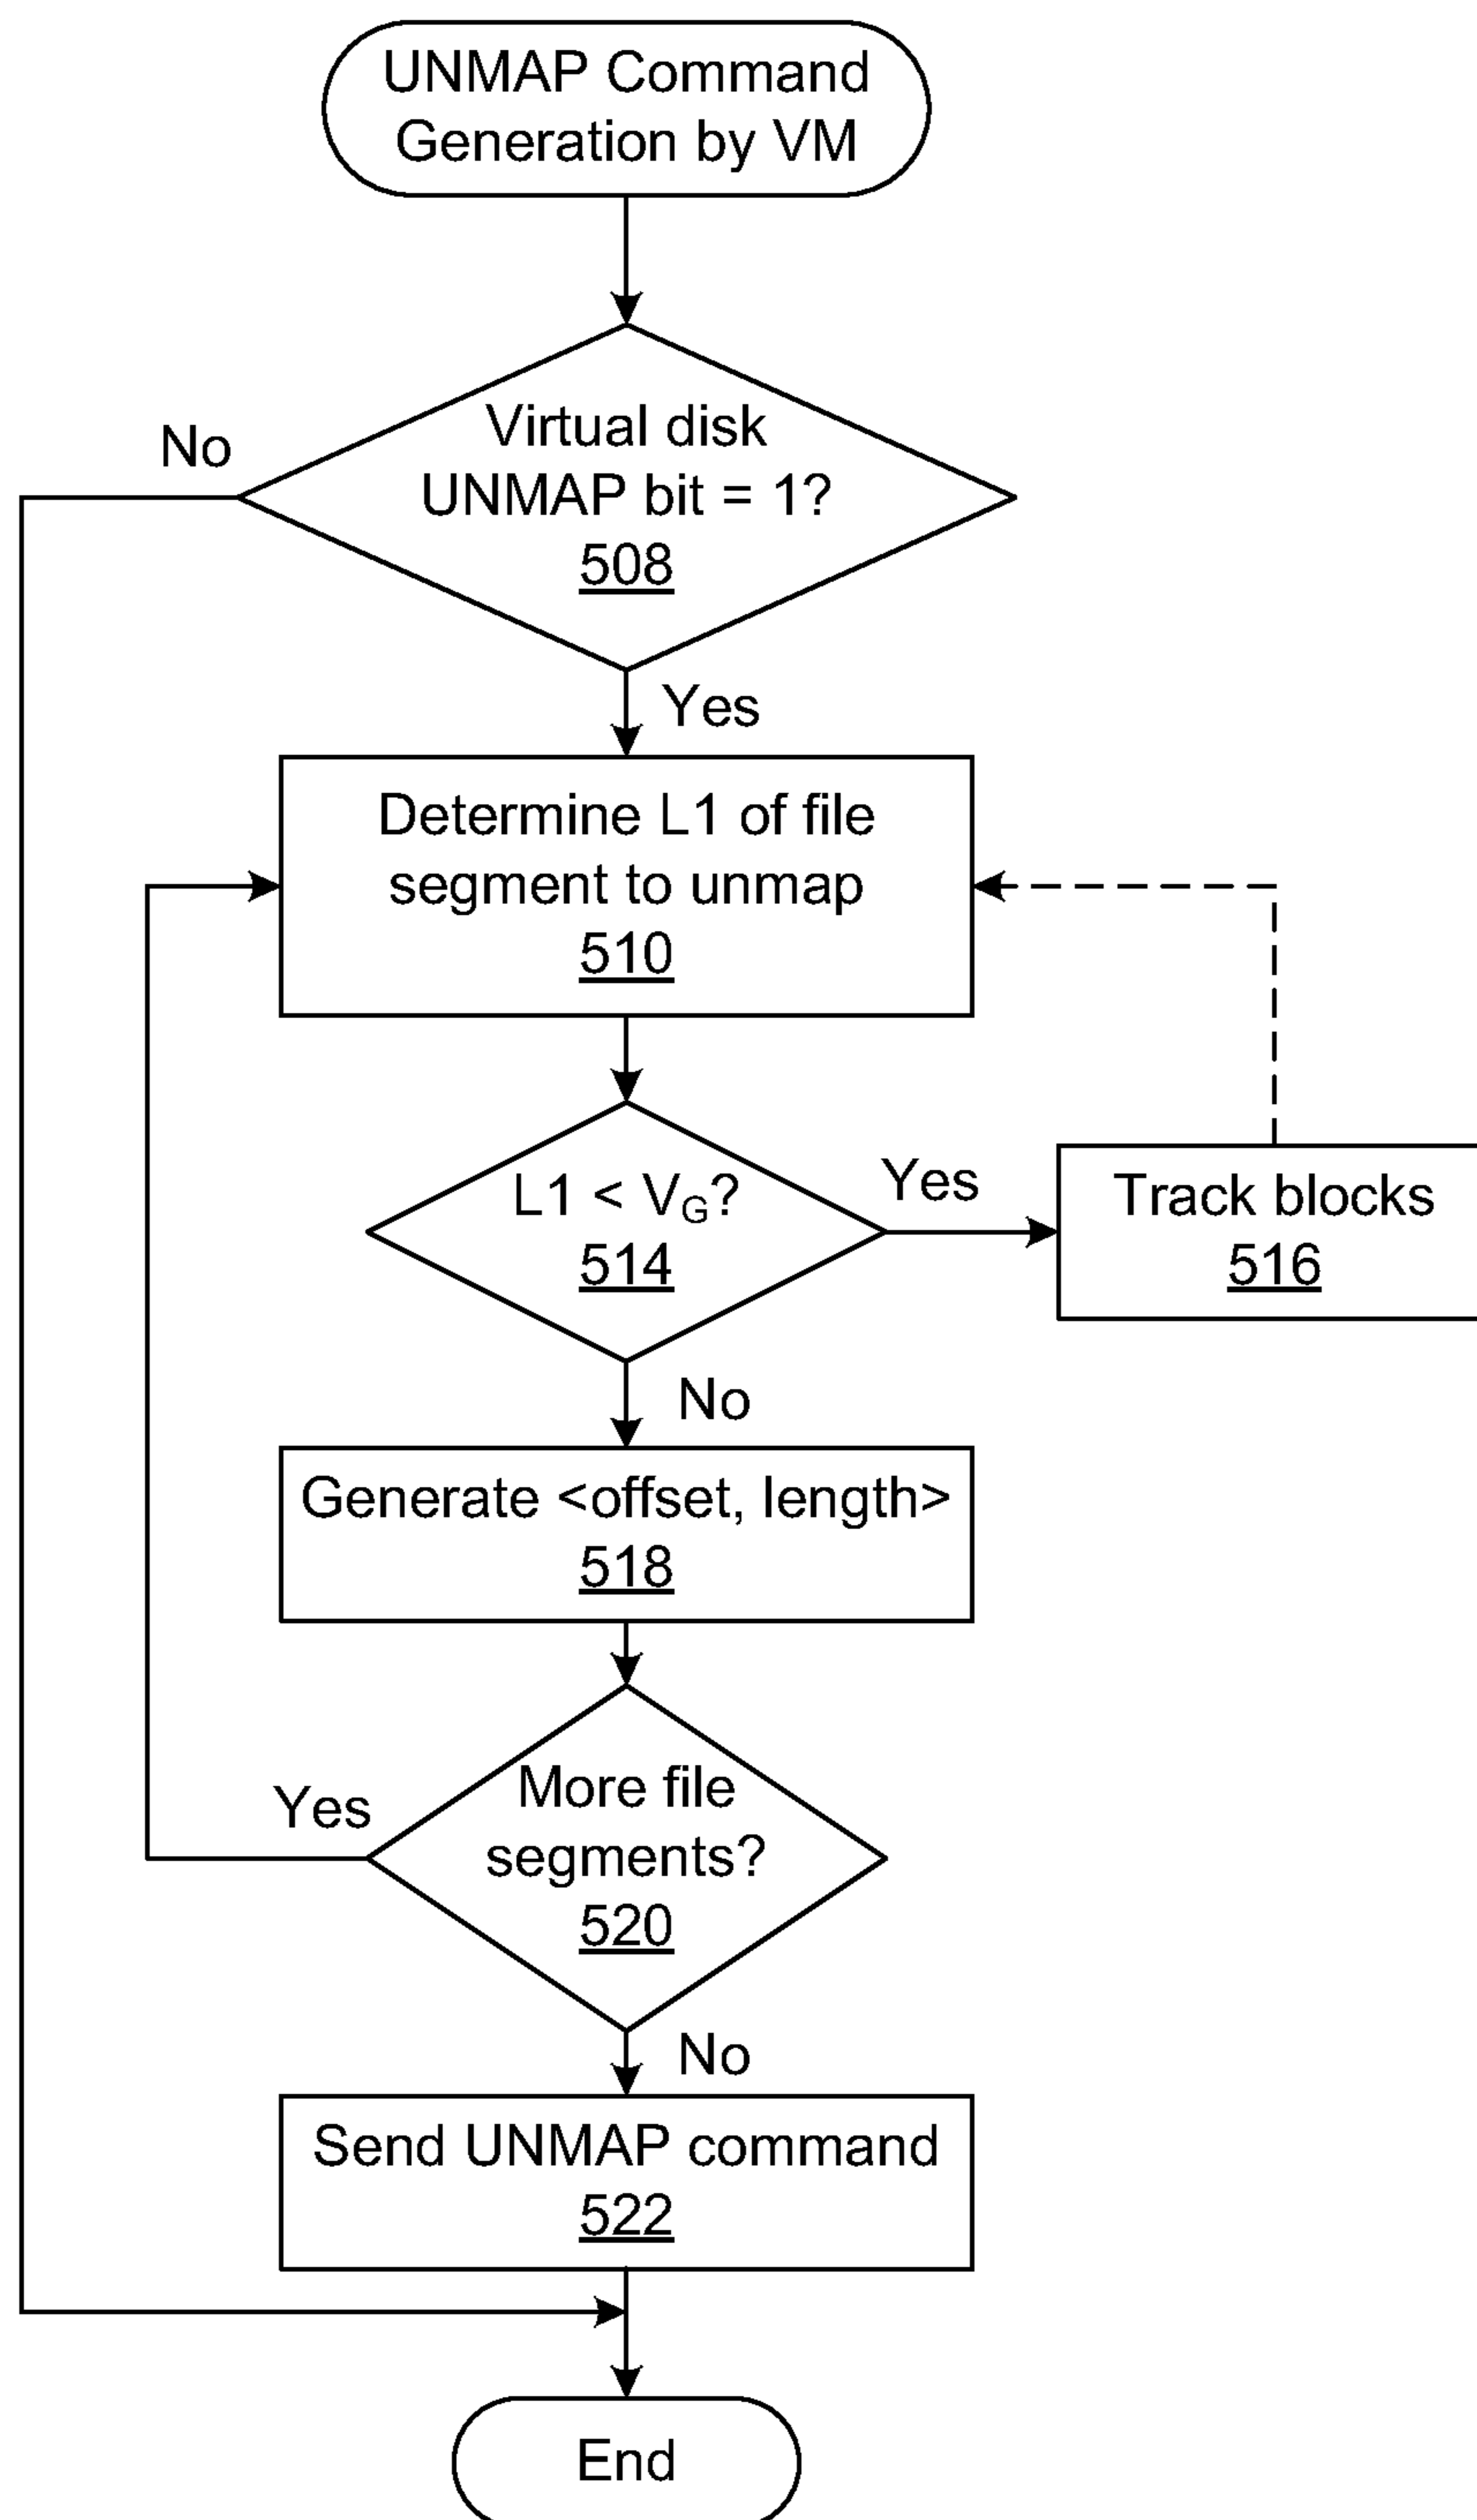 UNMAP Command
Generation by VM
No
Virtual disk
UNMAP bit = 1?
508
Yes
Determine L1 of file
segment to unmap
510
L1 < VG?
514
Yes
Track blocks
516
No
Generate <offset, length>
518
Yes
More file
segments?
520
No
Send UNMAP command
522
End